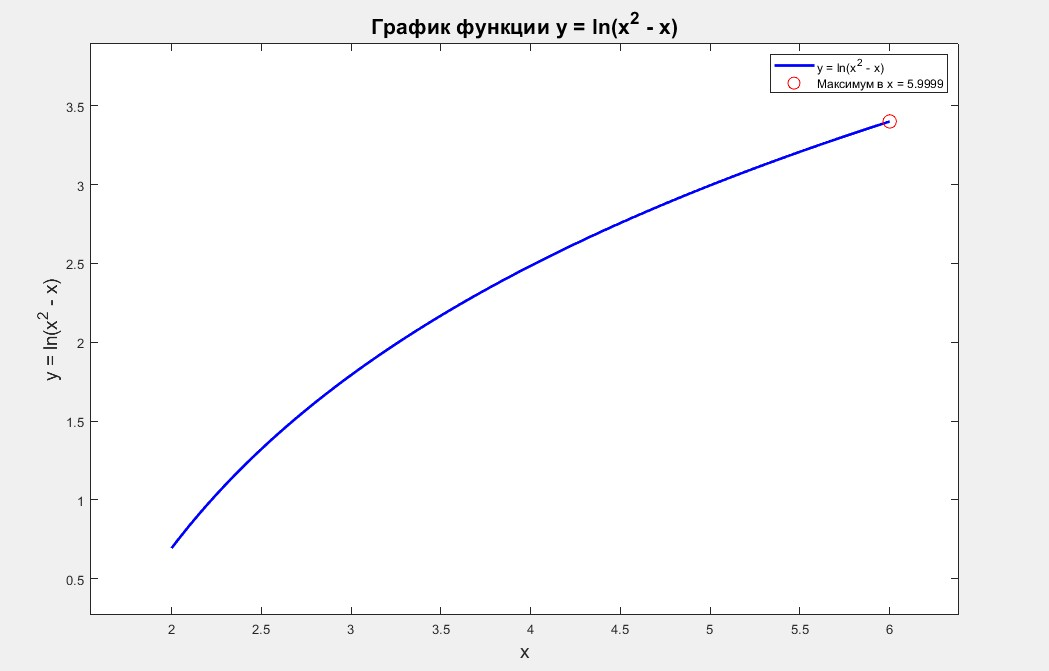 График функции y = ln(x² - x)
y = ln(x² - x)
Максимум в x = 5.9999
3.5
3
2.5
2
1.5
1
0.5
y = ln(x² - x)
2 2.5 3 3.5 4 4.5 5 5.5 6
x